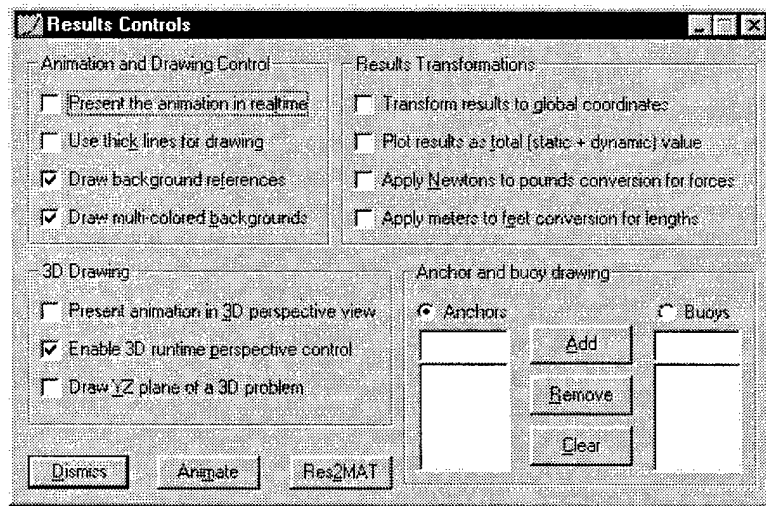 Results Controls
Animation and Drawing Control
Present the animation in realtime
Use thick lines for drawing
Draw background references
Draw multi-colored backgrounds
Results Transformations
Transform results to global coordinates
Plot results as total (static + dynamic) value
Apply Newtons to pounds conversion for forces
Apply meters to feet conversion for lengths
3D Drawing
Present animation in 3D perspective view
Enable 3D runtime perspective control
Draw YZ plane of a 3D problem
Anchor and buoy drawing
Anchors
Buoys
Add
Remove
Clear
Dismiss
Animate
Res2MAT